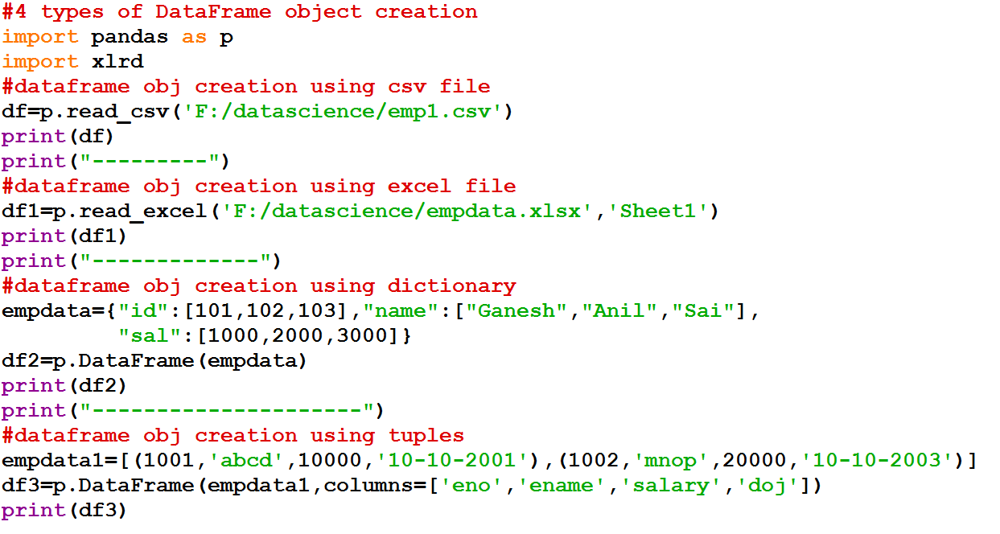 #4 types of DataFrame object creation
import pandas as p
import xlrd
#dataframe obj creation using csv file
df=p.read_csv('F:/datascience/emp1.csv')
print(df)
print("---------")
#dataframe obj creation using excel file
df1=p.read_excel('F:/datascience/empdata.xlsx','Sheet1')
print(df1)
print("-------------")
#dataframe obj creation using dictionary
empdata={"id":[101,102,103],"name":["Ganesh","Anil","Sai"],
         "sal":[1000,2000,3000]}
df2=p.DataFrame(empdata)
print(df2)
print("---------------------")
#dataframe obj creation using tuples
empdata1=[(1001,'abcd',10000,'10-10-2001'),(1002,'mnop',20000,'10-10-2003')]
df3=p.DataFrame(empdata1,columns=['eno','ename','salary','doj'])
print(df3)